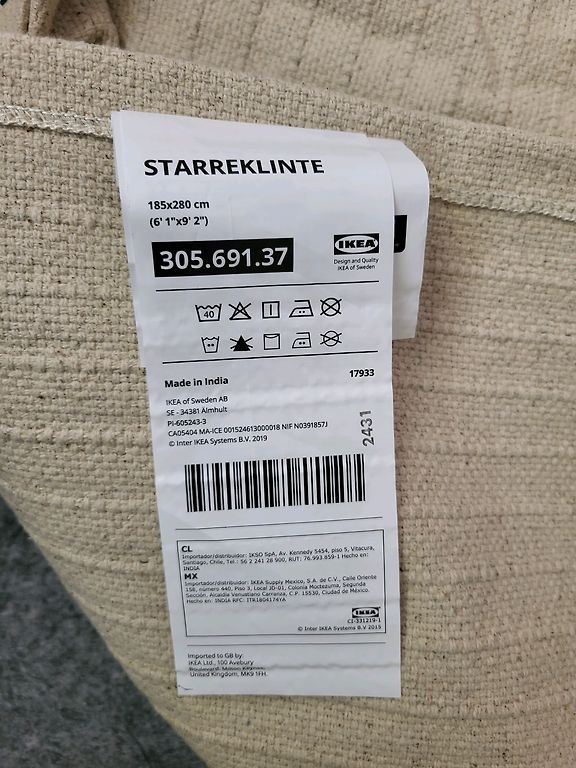 STARREKLINTE
185x280 cm
(6' 1"x9' 2")
305.691.37
IKEA
Design and Quality
IKEA of Sweden
40
Made in India
17933
IKEA of Sweden AB
SE - 34381 Älmhult
PI-605243-3
CA05404 MA-ICE 001524613000018 NIF N0391857J
© Inter IKEA Systems B.V. 2019
2431
CL
Importador/distribuidor: IKSO SpA, Av. Kennedy 5454, piso 5, Vitacura,
Santiago, Chile, Tel.: 56 2 241 28 900, RUT: 76.993.859-1 Hecho en:
INDIA
MX
Importador/distribuidor: IKEA Supply Mexico, S.A. de C.V., Calle Oriente
158, número 440, Piso 3, Local JD-01, Colonia Moctezuma, Segunda
Sección, Alcaldía Venustiano Carranza, C.P. 15530, Ciudad de México.
Hecho en: INDIA RFC: ITR1804174YA
IKEA
CI-331219-1
© Inter IKEA Systems B.V 2015
Imported to GB by:
IKEA Ltd., 100 Avebury
Boulevard, Milton Keynes,
United Kingdom, MK9 1FH.